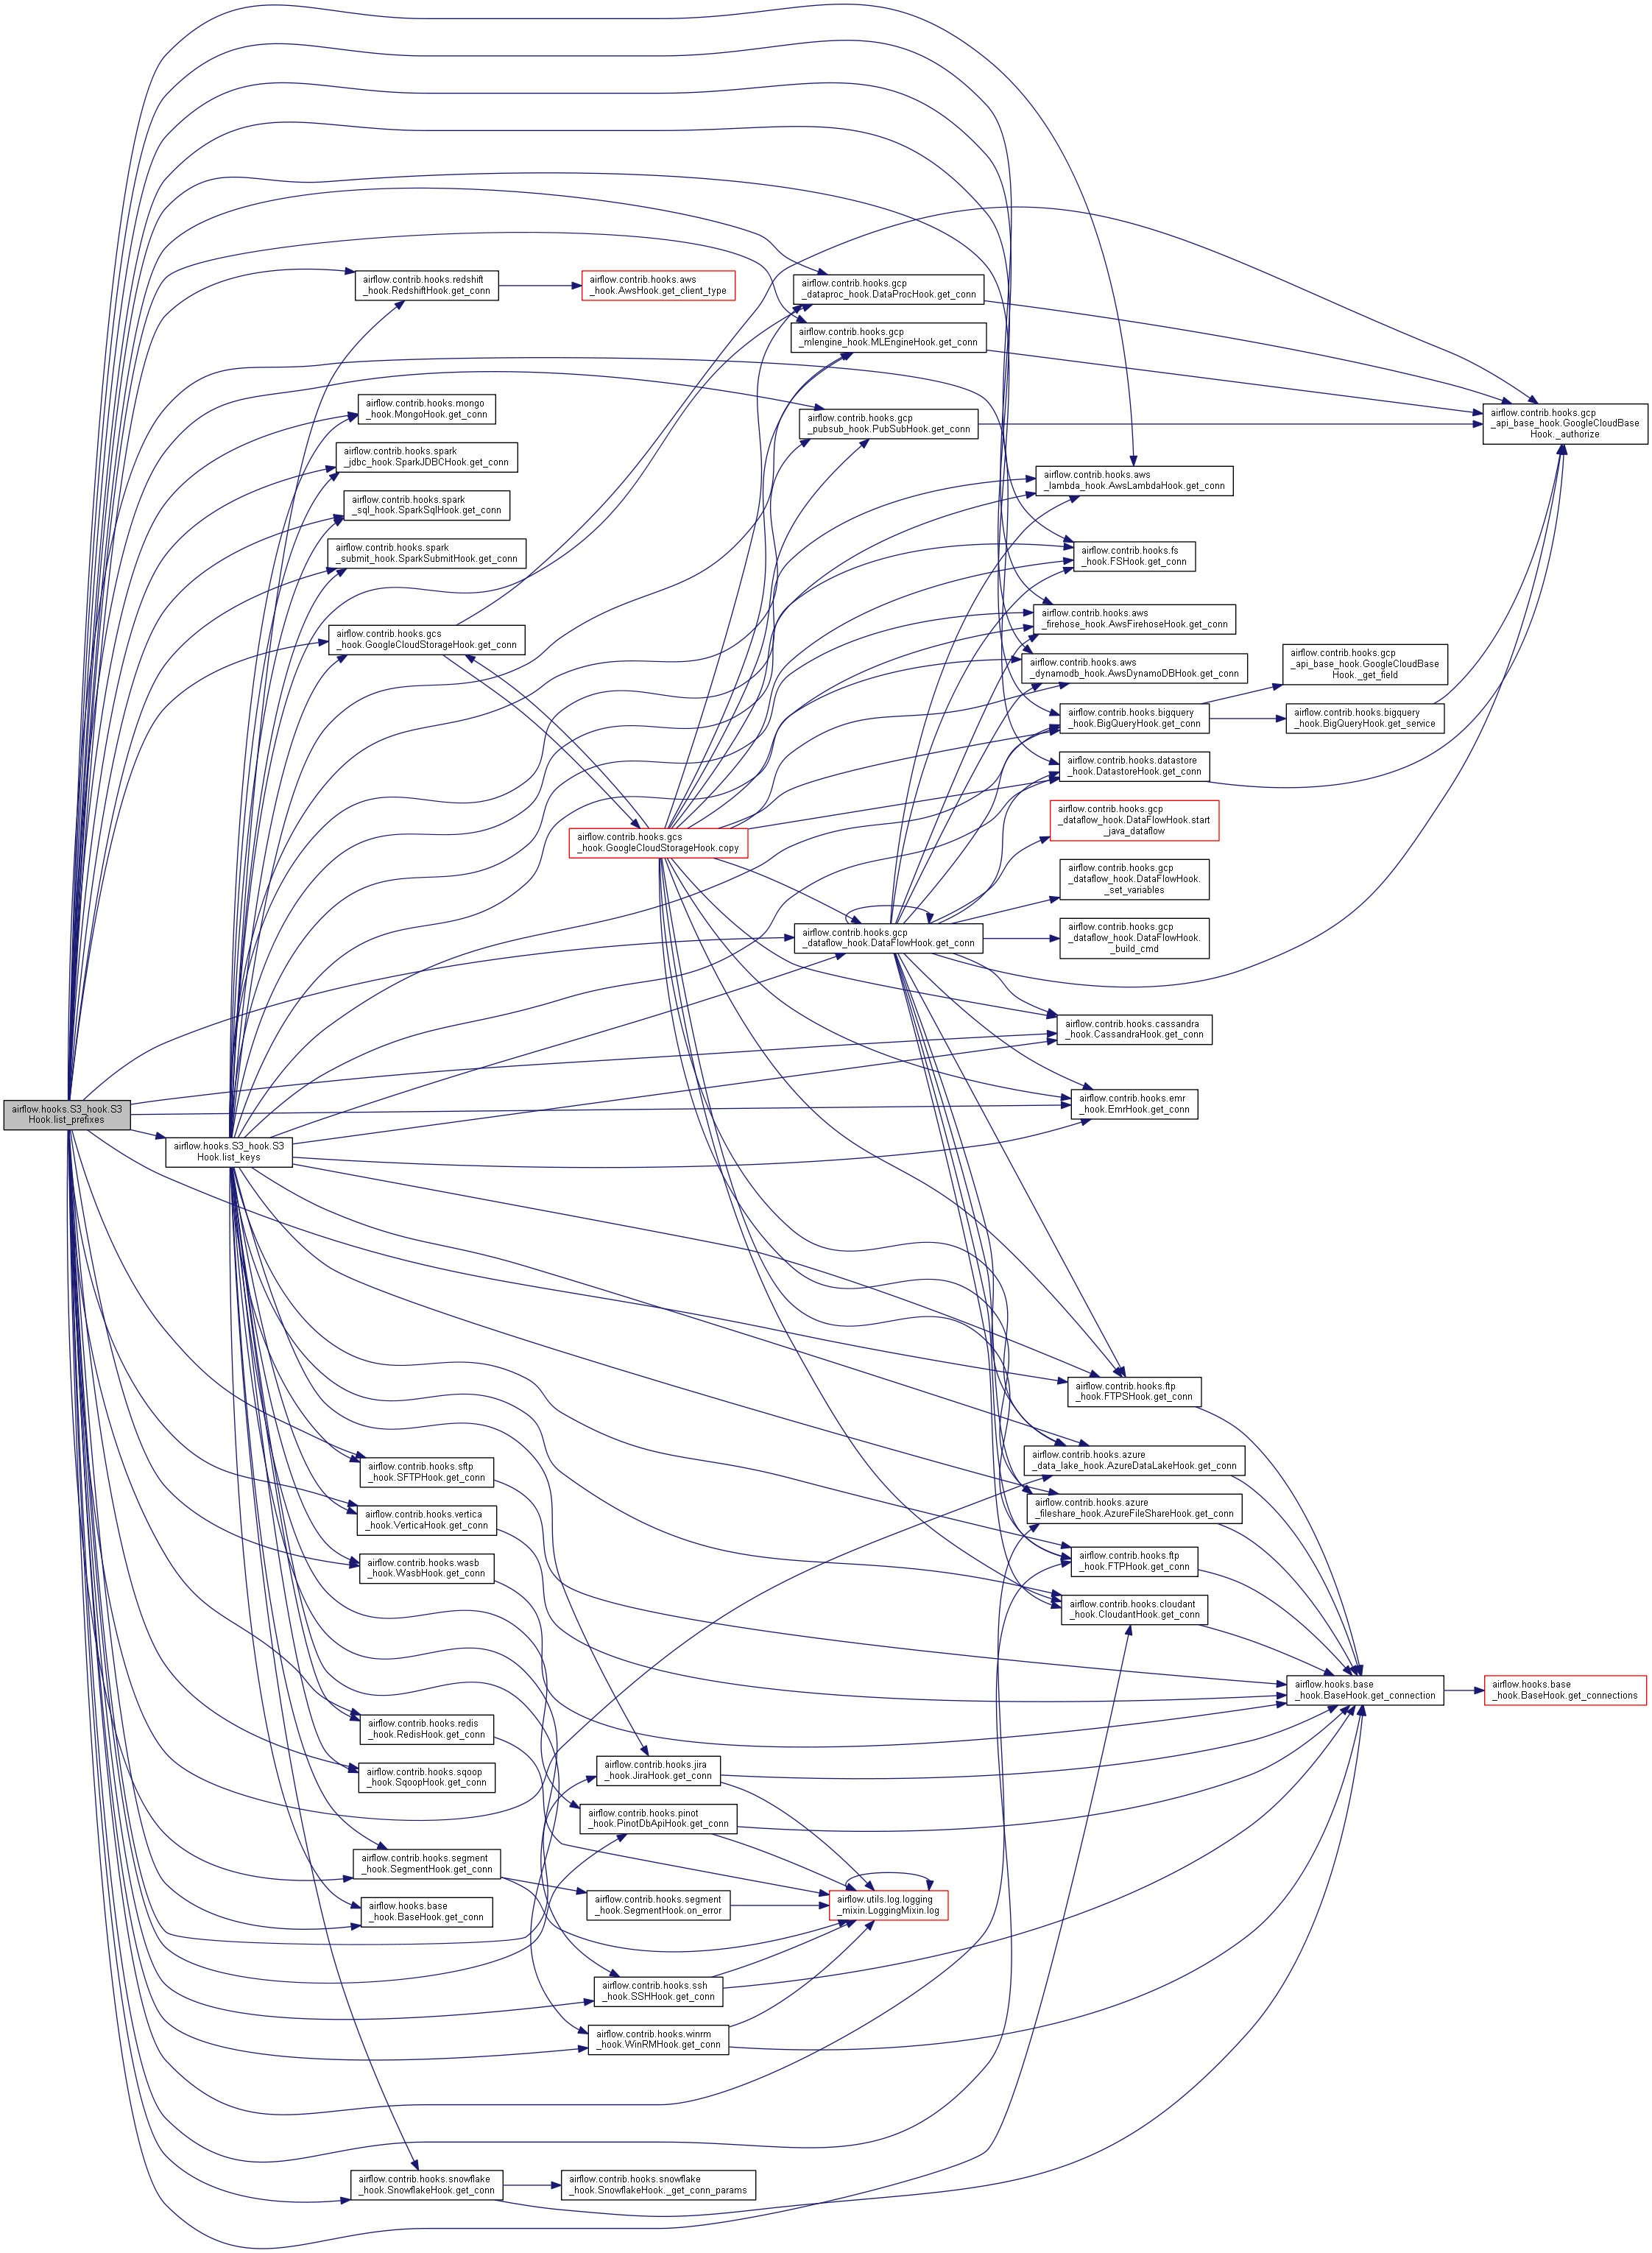 airflow.contrib.hooks.redshift
_hook.RedshiftHook.get_conn
airflow.contrib.hooks.aws
_hook.AwsHook.get_client_type
airflow.contrib.hooks.gcp
_dataproc_hook.DataProcHook.get_conn
airflow.contrib.hooks.gcp
_mlengine_hook.MLEngineHook.get_conn
airflow.contrib.hooks.mongo
_hook.MongoHook.get_conn
airflow.contrib.hooks.gcp
_pubsub_hook.PubSubHook.get_conn
airflow.contrib.hooks.gcp
_api_base_hook.GoogleCloudBase
Hook._authorize
airflow.contrib.hooks.spark
_jdbc_hook.SparkJDBCHook.get_conn
airflow.contrib.hooks.aws
_lambda_hook.AwsLambdaHook.get_conn
airflow.contrib.hooks.spark
_sql_hook.SparkSqlHook.get_conn
airflow.contrib.hooks.spark
_submit_hook.SparkSubmitHook.get_conn
airflow.contrib.hooks.fs
_hook.FSHook.get_conn
airflow.contrib.hooks.gcs
_hook.GoogleCloudStorageHook.get_conn
airflow.contrib.hooks.aws
_firehose_hook.AwsFirehoseHook.get_conn
airflow.contrib.hooks.aws
_dynamodb_hook.AwsDynamoDBHook.get_conn
airflow.contrib.hooks.gcp
_api_base_hook.GoogleCloudBase
Hook._get_field
airflow.contrib.hooks.bigquery
_hook.BigQueryHook.get_conn
airflow.contrib.hooks.bigquery
_hook.BigQueryHook.get_service
airflow.contrib.hooks.datastore
_hook.DatastoreHook.get_conn
airflow.contrib.hooks.gcp
_dataflow_hook.DataFlowHook.start
_java_dataflow
airflow.contrib.hooks.gcs
_hook.GoogleCloudStorageHook.copy
airflow.contrib.hooks.gcp
_dataflow_hook.DataFlowHook.
_set_variables
airflow.contrib.hooks.gcp
_dataflow_hook.DataFlowHook.get_conn
airflow.contrib.hooks.gcp
_dataflow_hook.DataFlowHook.
_build_cmd
airflow.contrib.hooks.cassandra
_hook.CassandraHook.get_conn
airflow.hooks.S3_hook.S3
Hook.list_prefixes
airflow.contrib.hooks.emr
_hook.EmrHook.get_conn
airflow.hooks.S3_hook.S3
Hook.list_keys
airflow.contrib.hooks.ftp
_hook.FTPSHook.get_conn
airflow.contrib.hooks.azure
_data_lake_hook.AzureDataLakeHook.get_conn
airflow.contrib.hooks.sftp
_hook.SFTPHook.get_conn
airflow.contrib.hooks.azure
_fileshare_hook.AzureFileShareHook.get_conn
airflow.contrib.hooks.vertica
_hook.VerticaHook.get_conn
airflow.contrib.hooks.ftp
_hook.FTPHook.get_conn
airflow.contrib.hooks.wasb
_hook.WasbHook.get_conn
airflow.contrib.hooks.cloudant
_hook.CloudantHook.get_conn
airflow.hooks.base
_hook.BaseHook.get_connection
airflow.hooks.base
_hook.BaseHook.get_connections
airflow.contrib.hooks.redis
_hook.RedisHook.get_conn
airflow.contrib.hooks.jira
_hook.JiraHook.get_conn
airflow.contrib.hooks.sqoop
_hook.SqoopHook.get_conn
airflow.contrib.hooks.pinot
_hook.PinotDbApiHook.get_conn
airflow.contrib.hooks.segment
_hook.SegmentHook.get_conn
airflow.contrib.hooks.segment
_hook.SegmentHook.on_error
airflow.utils.log.logging
_mixin.LoggingMixin.log
airflow.hooks.base
_hook.BaseHook.get_conn
airflow.contrib.hooks.ssh
_hook.SSHHook.get_conn
airflow.contrib.hooks.winrm
_hook.WinRMHook.get_conn
airflow.contrib.hooks.snowflake
_hook.SnowflakeHook.get_conn
airflow.contrib.hooks.snowflake
_hook.SnowflakeHook._get_conn_params